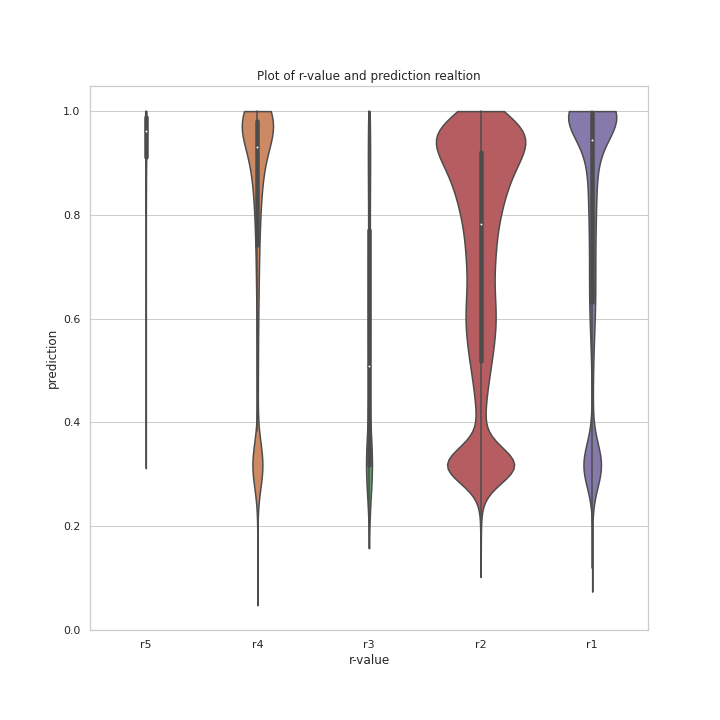 Plot of r-value and prediction realtion
1.0
0.8
0.6
0.4
0.2
0.0
prediction
r5 r4 r3 r2 r1
r-value